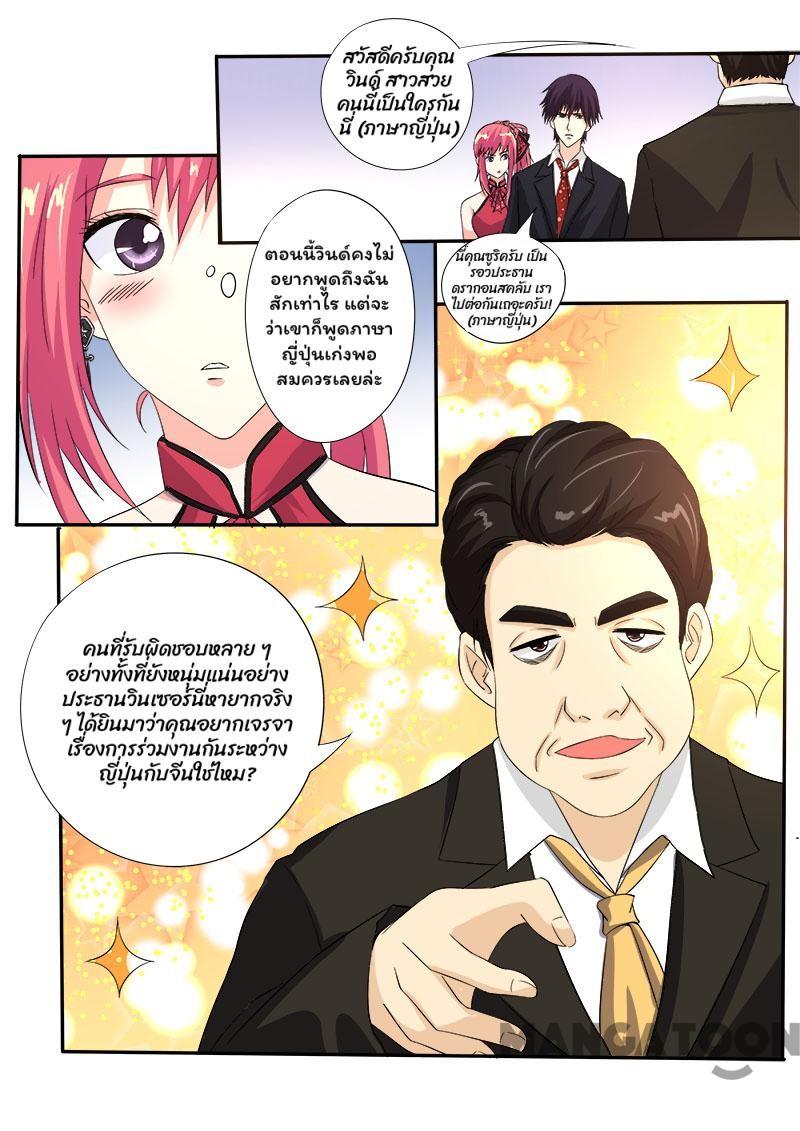 สวัสดีครับคุณ
วินด์ สาวสวย
คนนี้เป็นใครกัน
นี่ (ภาษาญี่ปุ่น)
นี่คุณซูริครับ เป็น
รองประธาน
ดรากอนสคลับ เรา
ไปต่อกันเถอะครับ!
(ภาษาญี่ปุ่น)
ตอนนี้วินด์คงไม่
อยากพูดถึงฉัน
สักเท่าไร แต่จะ
ว่าเขาก็พูดภาษา
ญี่ปุ่นเก่งพอ
สมควรเลยล่ะ
คนที่รับผิดชอบหลาย ๆ
อย่างทั้งที่ยังหนุ่มแน่นอย่าง
ประธานวินเซอร์นี่หายากจริง
ๆ ได้ยินมาว่าคุณอยากเจรจา
เรื่องการร่วมงานกันระหว่าง
ญี่ปุ่นกับจีนใช่ไหม?
MANGATOON